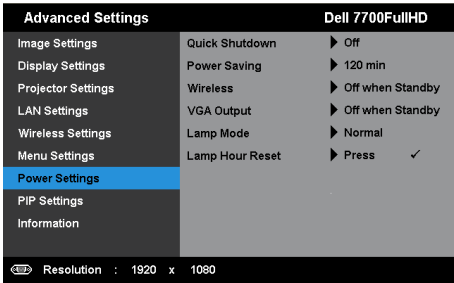 Advanced Settings Dell 7700FullHD
Image Settings Quick Shutdown Off
Display Settings Power Saving 120 min
Projector Settings Wireless Off when Standby
LAN Settings VGA Output Off when Standby
Wireless Settings Lamp Mode Normal
Menu Settings Lamp Hour Reset Press ✓
Power Settings
PIP Settings
Information
Resolution : 1920 x 1080